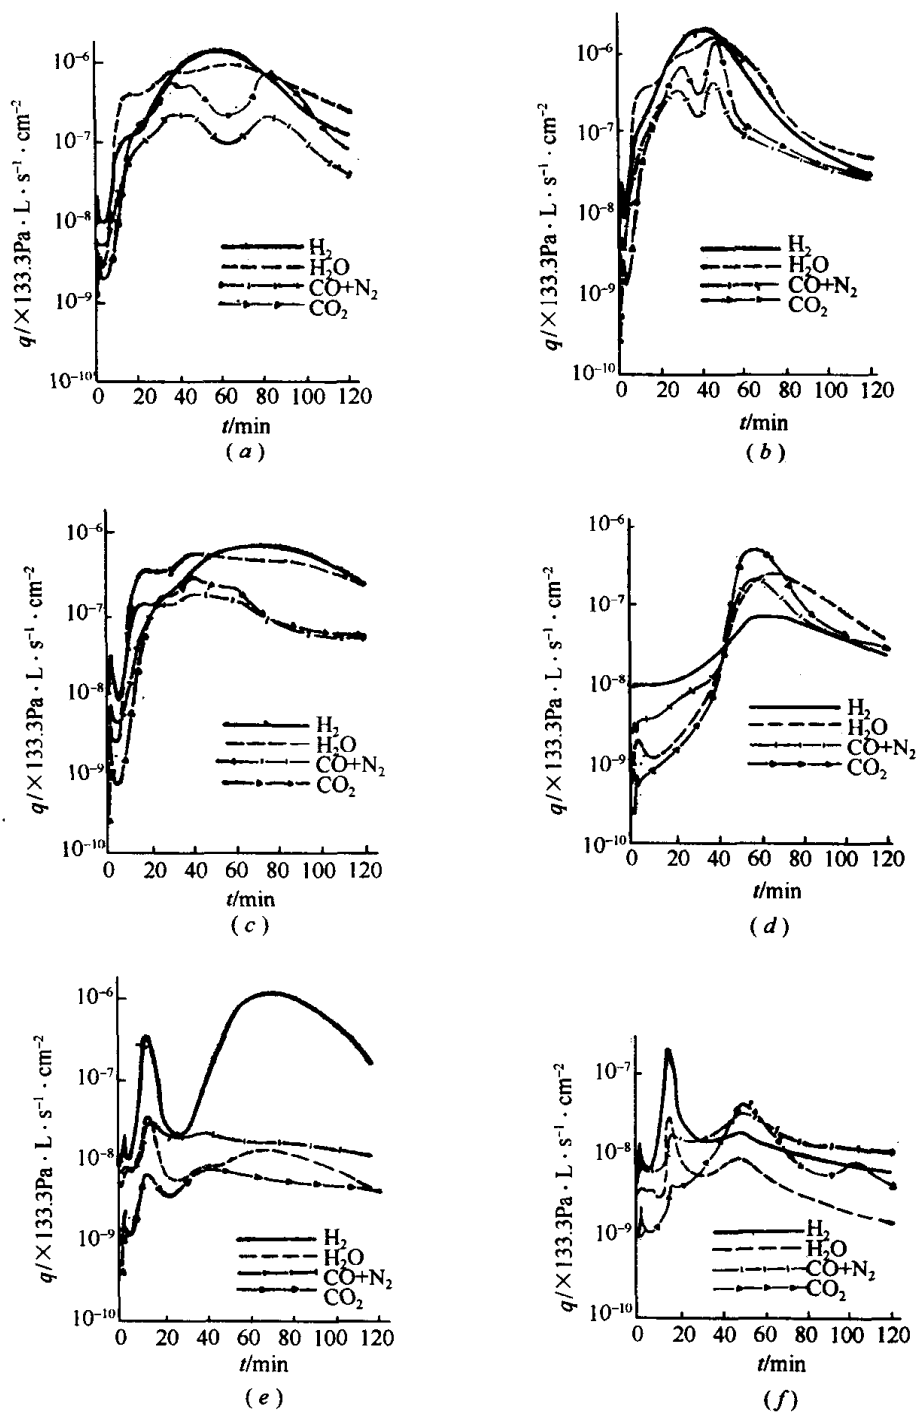 q/×133.3Pa · L · s⁻¹ · cm⁻²
10⁻⁶
10⁻⁷
10⁻⁸
10⁻⁹
10⁻¹⁰
H₂
H₂O
CO+N₂
CO₂
0 20 40 60 80 100 120
t/min
(a)
q/×133.3Pa · L · s⁻¹ · cm⁻²
10⁻⁶
10⁻⁷
10⁻⁸
10⁻⁹
10⁻¹⁰
H₂
H₂O
CO+N₂
CO₂
0 20 40 60 80 100 120
t/min
(b)
q/×133.3Pa · L · s⁻¹ · cm⁻²
10⁻⁶
10⁻⁷
10⁻⁸
10⁻⁹
10⁻¹⁰
H₂
H₂O
CO+N₂
CO₂
0 20 40 60 80 100 120
t/min
(c)
q/×133.3Pa · L · s⁻¹ · cm⁻²
10⁻⁶
10⁻⁷
10⁻⁸
10⁻⁹
10⁻¹⁰
H₂
H₂O
CO+N₂
CO₂
0 20 40 60 80 100 120
t/min
(d)
q/×133.3Pa · L · s⁻¹ · cm⁻²
10⁻⁶
10⁻⁷
10⁻⁸
10⁻⁹
10⁻¹⁰
H₂
H₂O
CO+N₂
CO₂
0 20 40 60 80 100 120
t/min
(e)
q/×133.3Pa · L · s⁻¹ · cm⁻²
10⁻⁷
10⁻⁸
10⁻⁹
10⁻¹⁰
H₂
H₂O
CO+N₂
CO₂
0 20 40 60 80 100 120
t/min
(f)